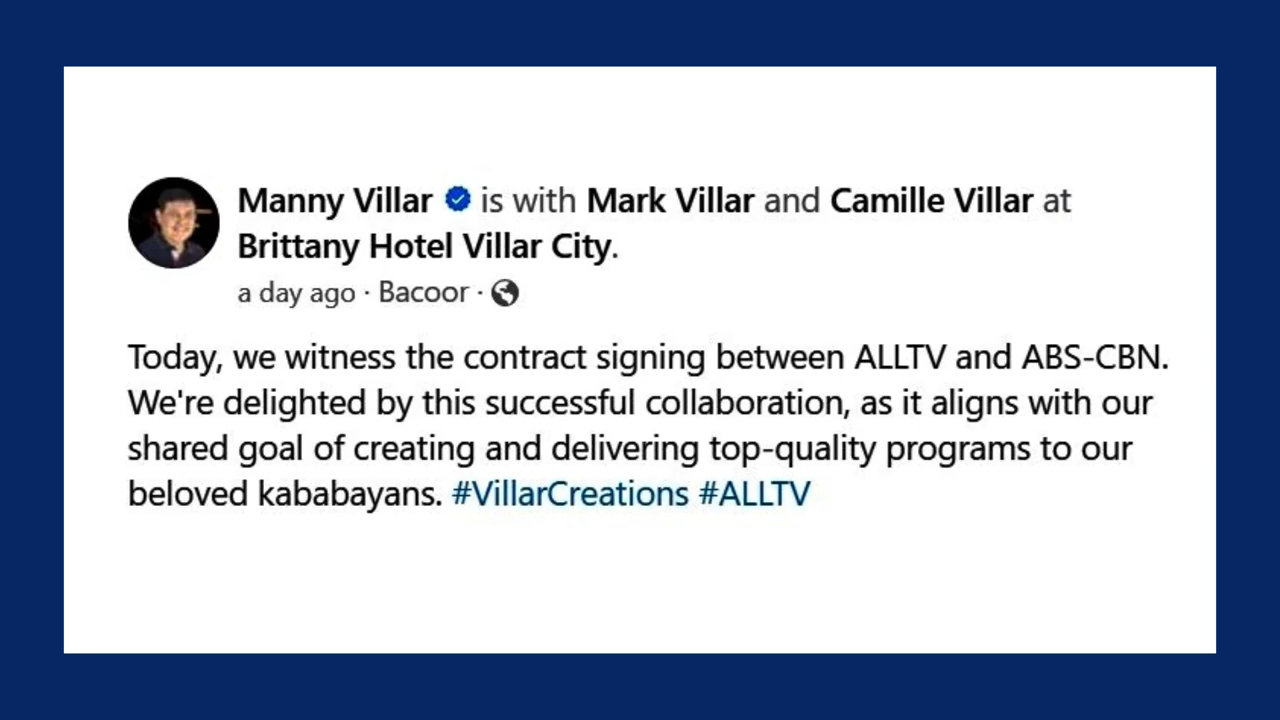 Manny Villar is with Mark Villar and Camille Villar at
Brittany Hotel Villar City.
a day ago · Bacoor ·
Today, we witness the contract signing between ALLTV and ABS-CBN.
We're delighted by this successful collaboration, as it aligns with our
shared goal of creating and delivering top-quality programs to our
beloved kababayans. #VillarCreations #ALLTV